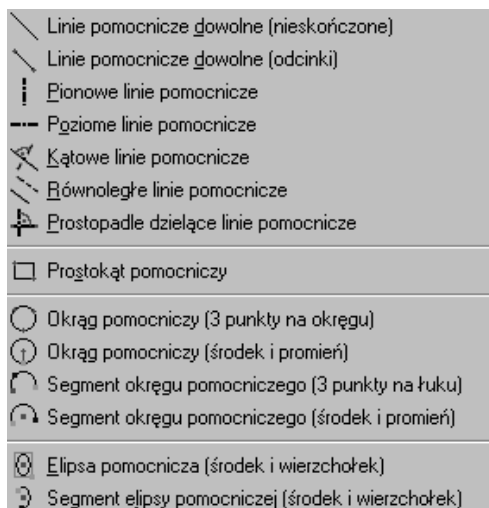 Linie pomocnicze dowolne (nieskończone)
Linie pomocnicze dowolne (odcinki)
Pionowe linie pomocnicze
Poziome linie pomocnicze
Kątowe linie pomocnicze
Równoległe linie pomocnicze
Prostopadle dzielące linie pomocnicze
Prostokąt pomocniczy
Okrąg pomocniczy (3 punkty na okręgu)
Okrąg pomocniczy (środek i promień)
Segment okręgu pomocniczego (3 punkty na łuku)
Segment okręgu pomocniczego (środek i promień)
Elipsa pomocnicza (środek i wierzchołek)
Segment elipsy pomocniczej (środek i wierzchołek)